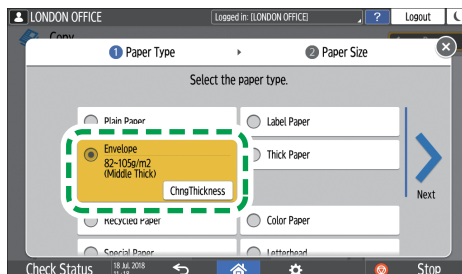 LONDON OFFICE
Logged in: [LONDON OFFICE]
?
Logout
Copy
1 Paper Type
2 Paper Size
Select the paper type.
Plain Paper
Label Paper
Envelope
82~105g/m2
(Middle Thick)
ChngThickness
Thick Paper
Next
Recycled Paper
Color Paper
Special Paper
Letterhead
Check Status
18 Jul. 2018
Stop